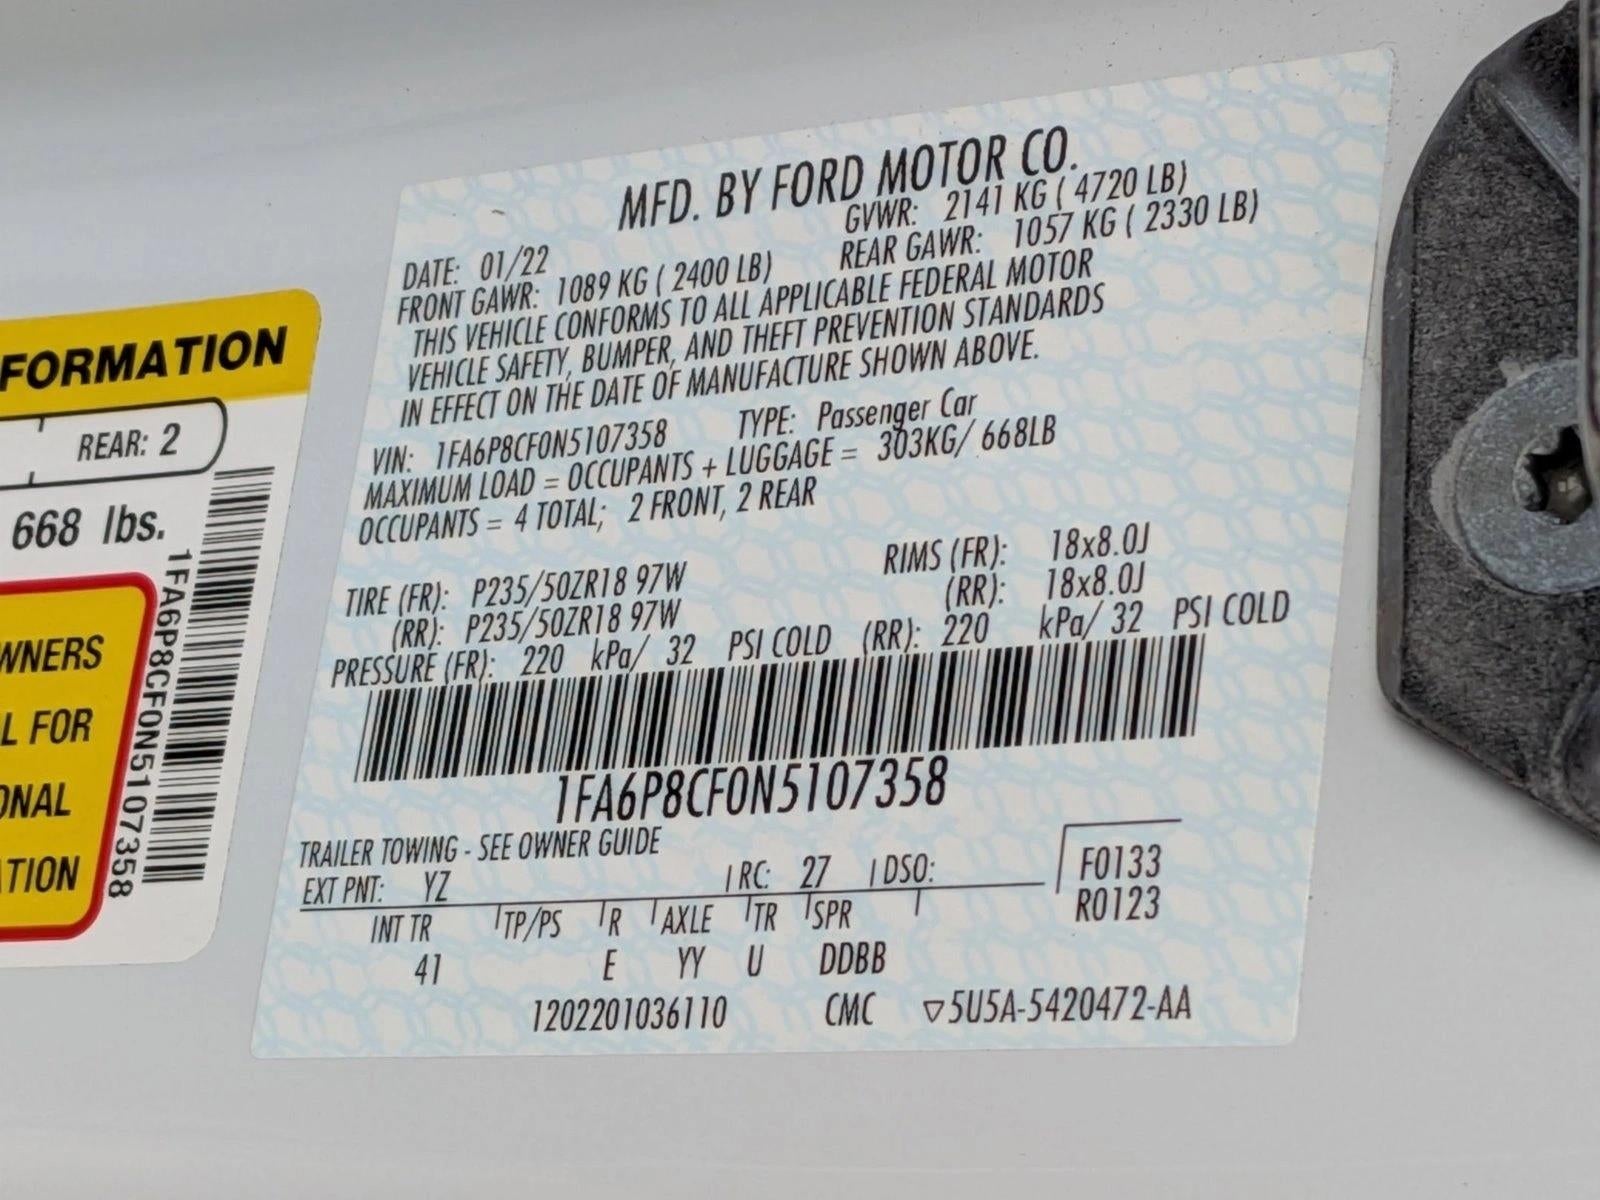 FORMATION
REAR: 2
668 lbs.
WNERS
L FOR
ONAL
ATION
1FA6P8CF0N5107358
MFD. BY FORD MOTOR CO.
DATE: 01/22 GVWR: 2141 KG ( 4720 LB)
FRONT GAWR: 1089 KG ( 2400 LB) REAR GAWR: 1057 KG ( 2330 LB)
THIS VEHICLE CONFORMS TO ALL APPLICABLE FEDERAL MOTOR
VEHICLE SAFETY, BUMPER, AND THEFT PREVENTION STANDARDS
IN EFFECT ON THE DATE OF MANUFACTURE SHOWN ABOVE.
VIN: 1FA6P8CF0N5107358 TYPE: Passenger Car
MAXIMUM LOAD = OCCUPANTS + LUGGAGE = 303KG/ 668LB
OCCUPANTS = 4 TOTAL; 2 FRONT, 2 REAR
TIRE (FR): P235/50ZR18 97W RIMS (FR): 18x8.0J
(RR): P235/50ZR18 97W (RR): 18x8.0J
PRESSURE (FR): 220 kPa/ 32 PSI COLD (RR): 220 kPa/ 32 PSI COLD
1FA6P8CF0N5107358
TRAILER TOWING - SEE OWNER GUIDE
EXT PNT: YZ RC: 27 DSO: F0133
R0123
INT TR TP/PS R AXLE TR SPR
41 E YY U DDBB
1202201036110 CMC ▽5U5A-5420472-AA